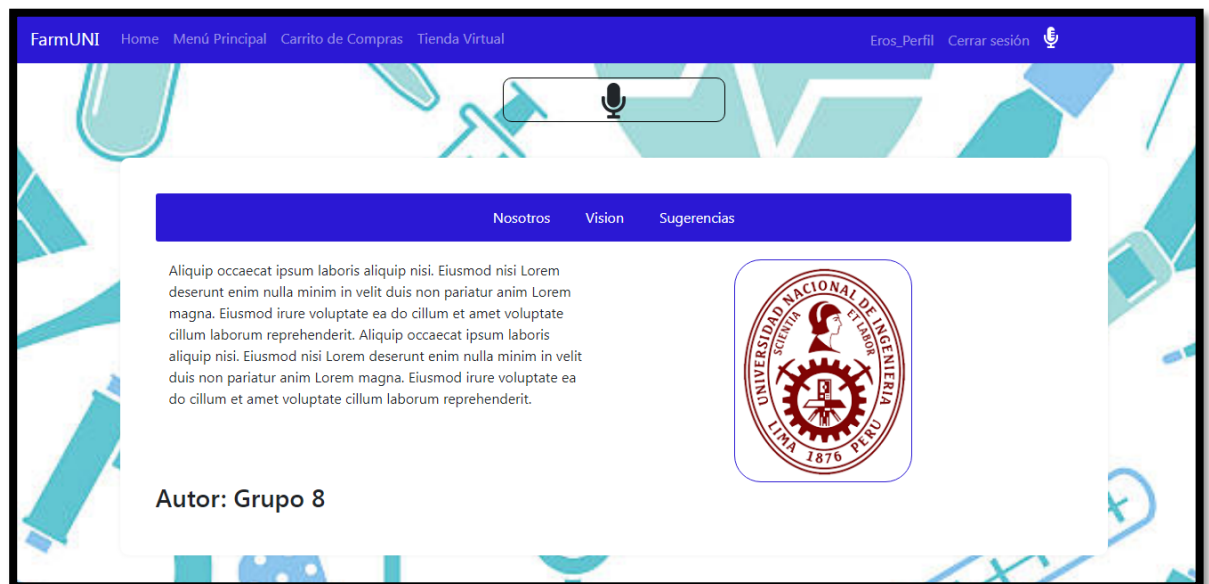 FarmUNI Home Menú Principal Carrito de Compras Tienda Virtual Eros_Perfil Cerrar sesión
Nosotros Vision Sugerencias
Aliquip occaecat ipsum laboris aliquip nisi. Eiusmod nisi Lorem
deserunt enim nulla minim in velit duis non pariatur anim Lorem
magna. Eiusmod irure voluptate ea do cillum et amet voluptate
cillum laborum reprehenderit. Aliquip occaecat ipsum laboris
aliquip nisi. Eiusmod nisi Lorem deserunt enim nulla minim in velit
duis non pariatur anim Lorem magna. Eiusmod irure voluptate ea
do cillum et amet voluptate cillum laborum reprehenderit.
UNIVERSIDAD NACIONAL DE INGENIERIA
SCIENTIA ET LABOR
LIMA 1876 PERU
Autor: Grupo 8